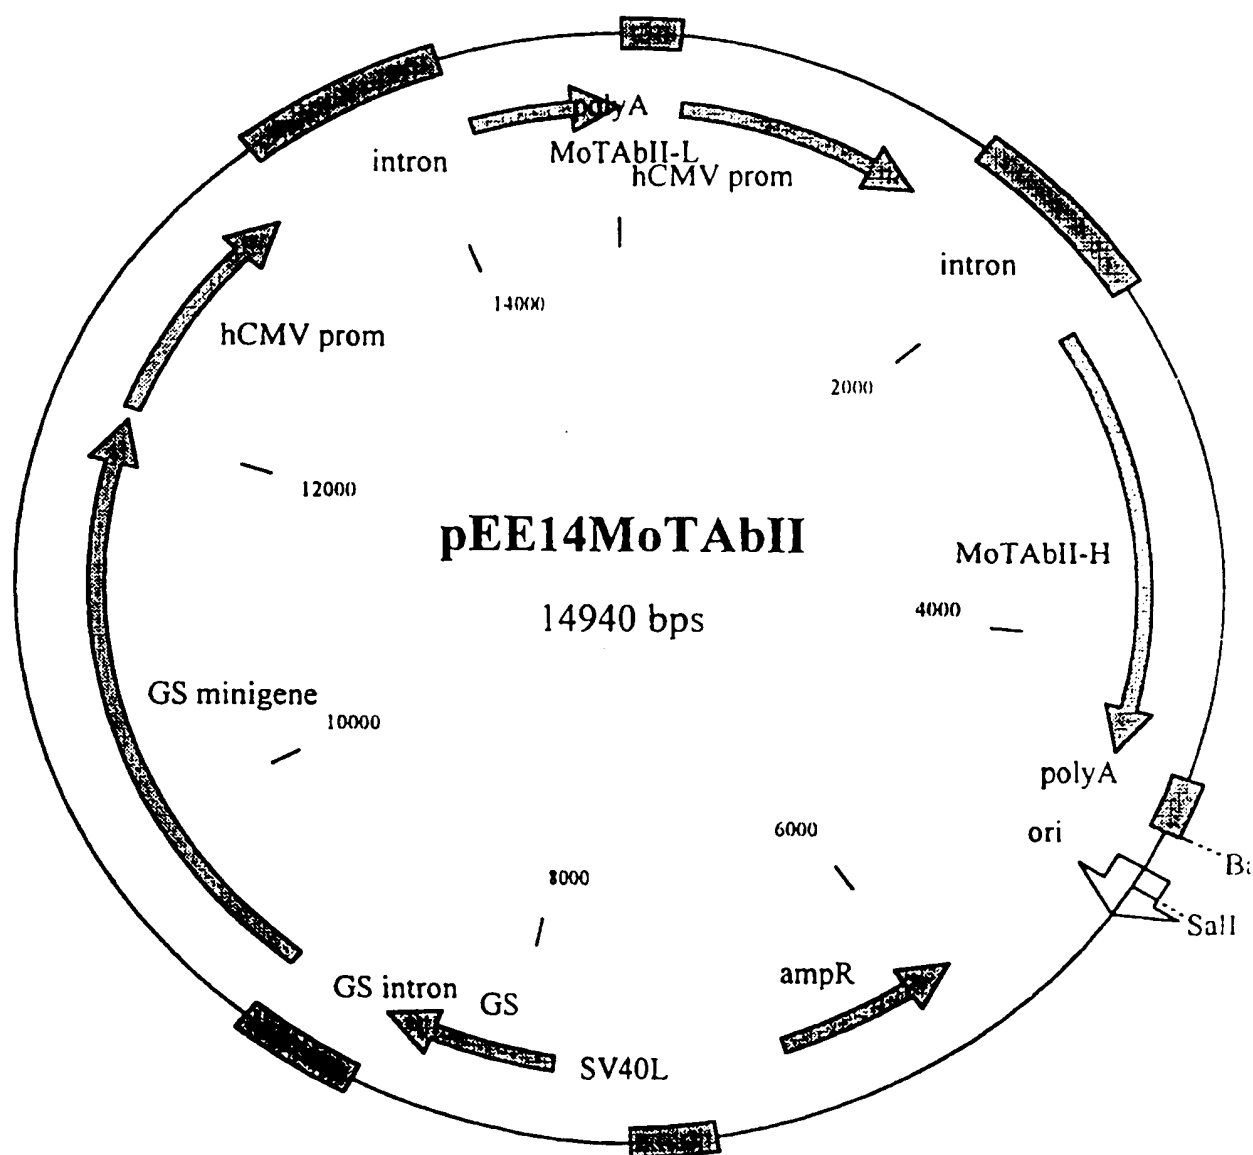 polyA
MoTAbII-L
hCMV prom
intron
intron
14000
hCMV prom
2000
12000
pEE14MoTAbII
MoTAbII-H
14940 bps
4000
GS minigene
10000
polyA
6000
ori
8000
SalI
ampR
GS intron
GS
SV40L